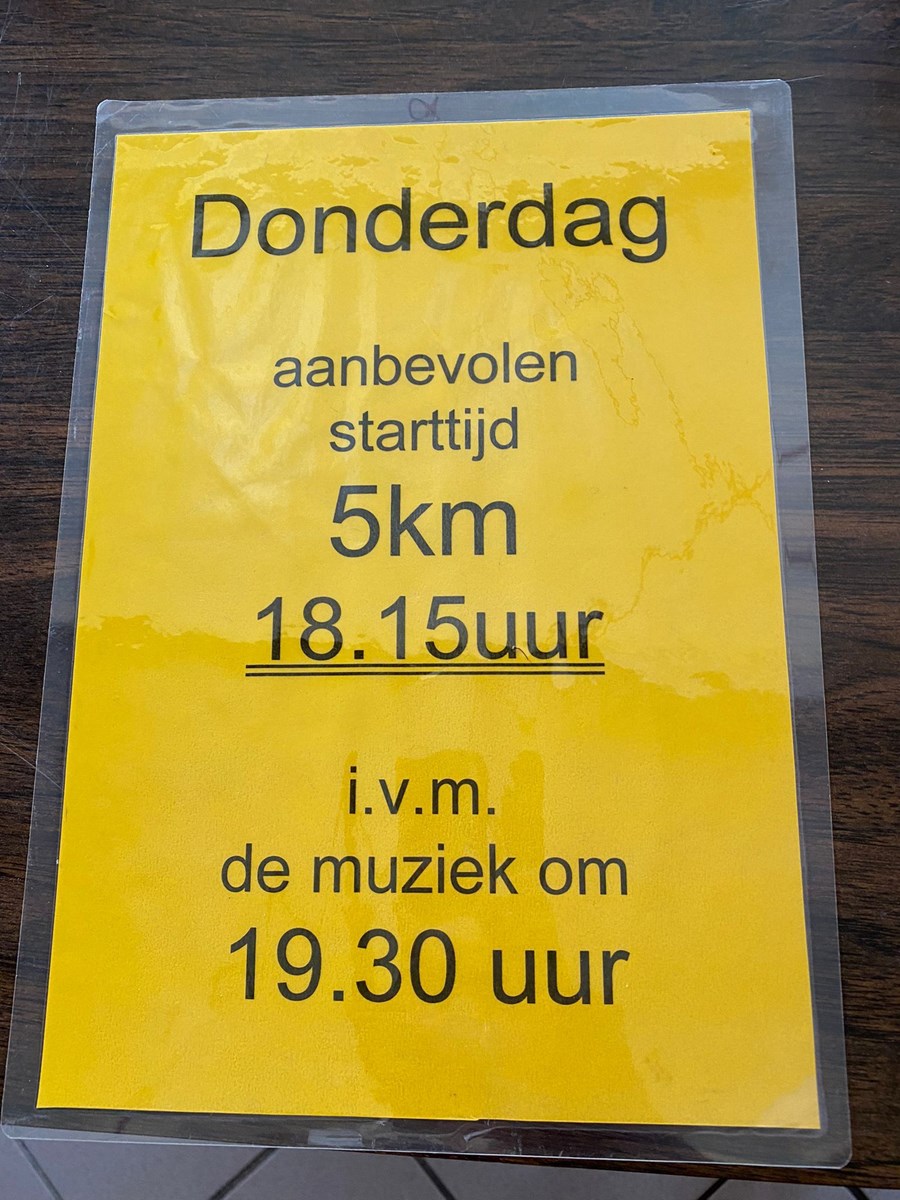 Donderdag
aanbevolen
starttijd
5km
18.15uur
i.v.m.
de muziek om
19.30 uur